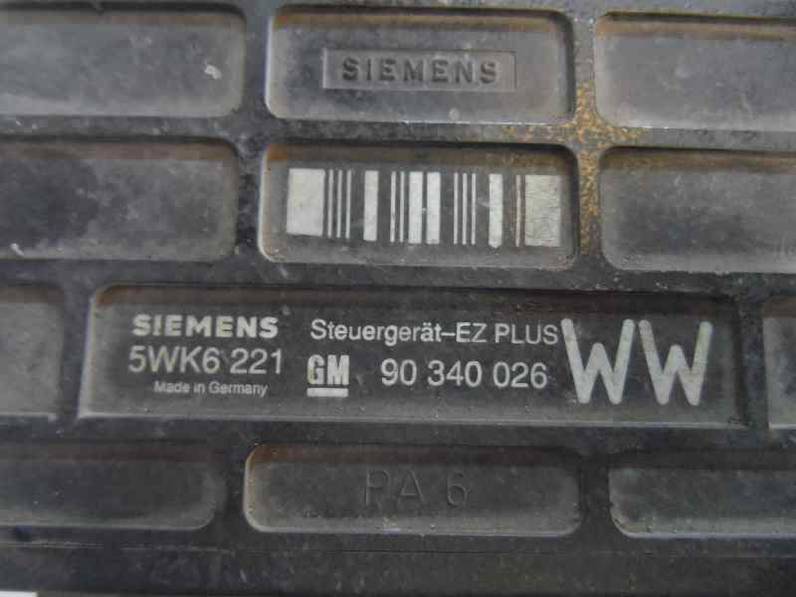 SIEMENS
SIEMENS Steuergerät-EZ PLUS WW
5WK6 221 GM 90 340 026
Made in Germany
PA 6